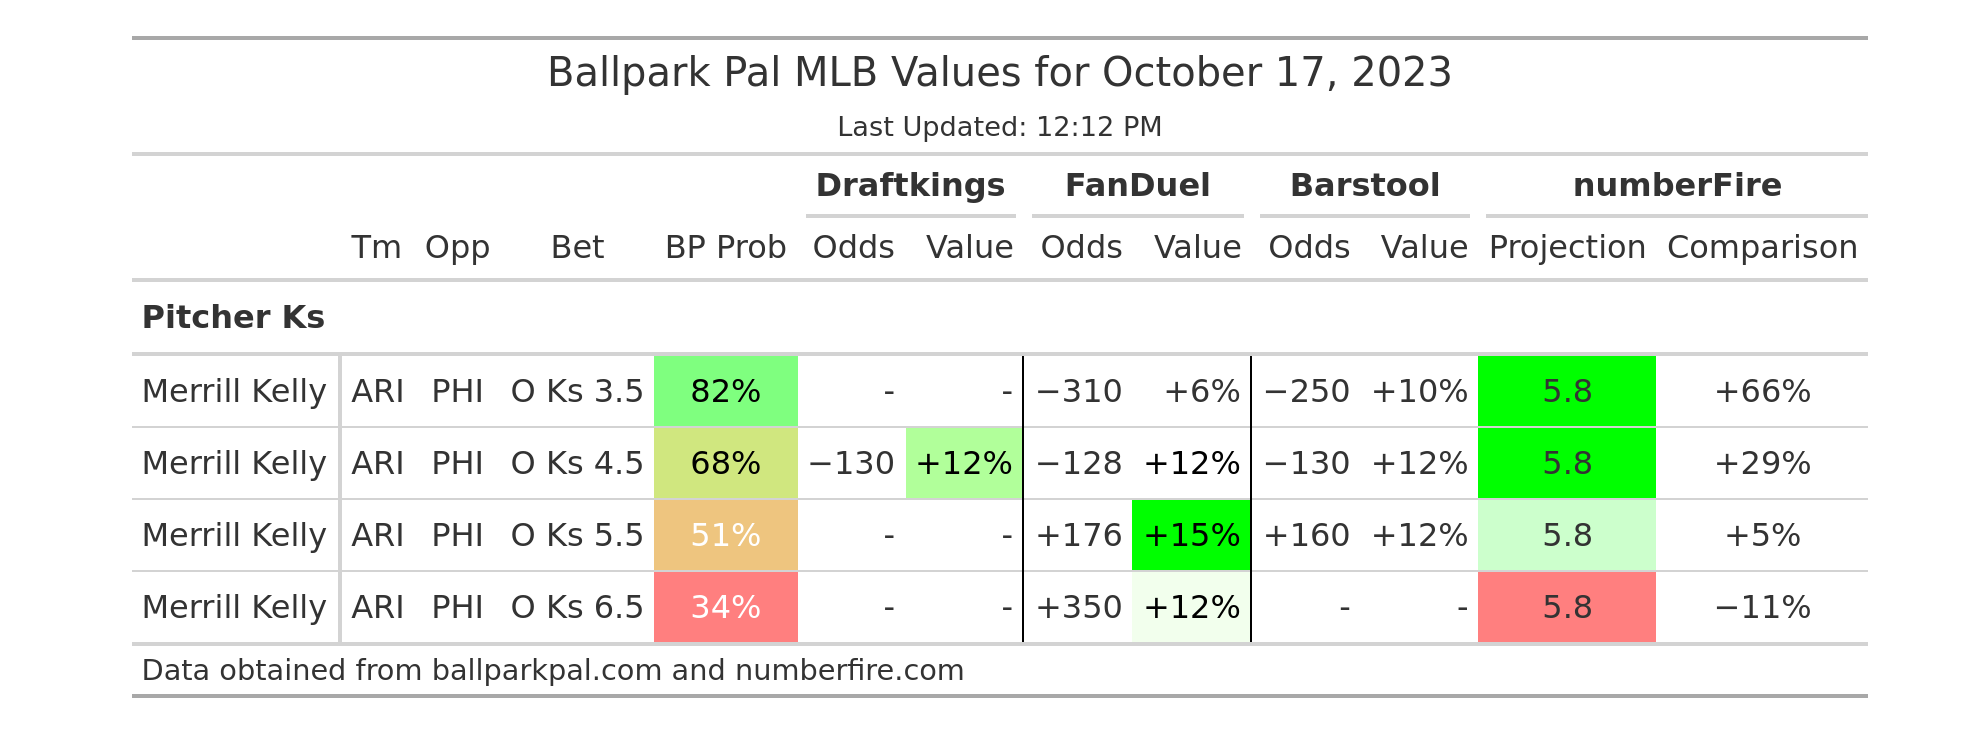 Ballpark Pal MLB Values for October 17, 2023
Last Updated: 12:12 PM
Draftkings FanDuel Barstool numberFire
Tm Opp Bet BP Prob Odds Value Odds Value Odds Value Projection Comparison
Pitcher Ks
Merrill Kelly ARI PHI O Ks 3.5 82% - - −310 +6% −250 +10% 5.8 +66%
Merrill Kelly ARI PHI O Ks 4.5 68% −130 +12% −128 +12% −130 +12% 5.8 +29%
Merrill Kelly ARI PHI O Ks 5.5 51% - - +176 +15% +160 +12% 5.8 +5%
Merrill Kelly ARI PHI O Ks 6.5 34% - - +350 +12% - - 5.8 −11%
Data obtained from ballparkpal.com and numberfire.com